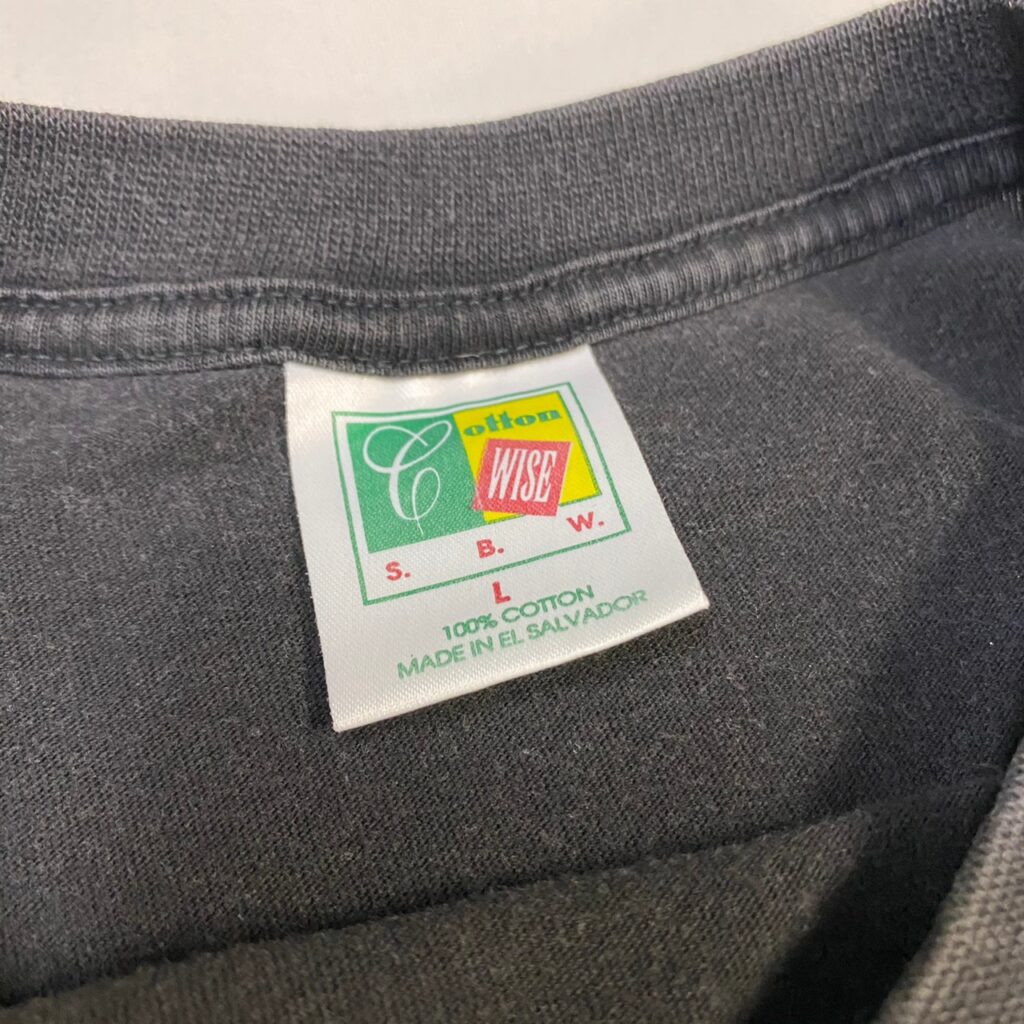 Cotton
WISE
S. B. W.
L
100% COTTON
MADE IN EL SALVADOR